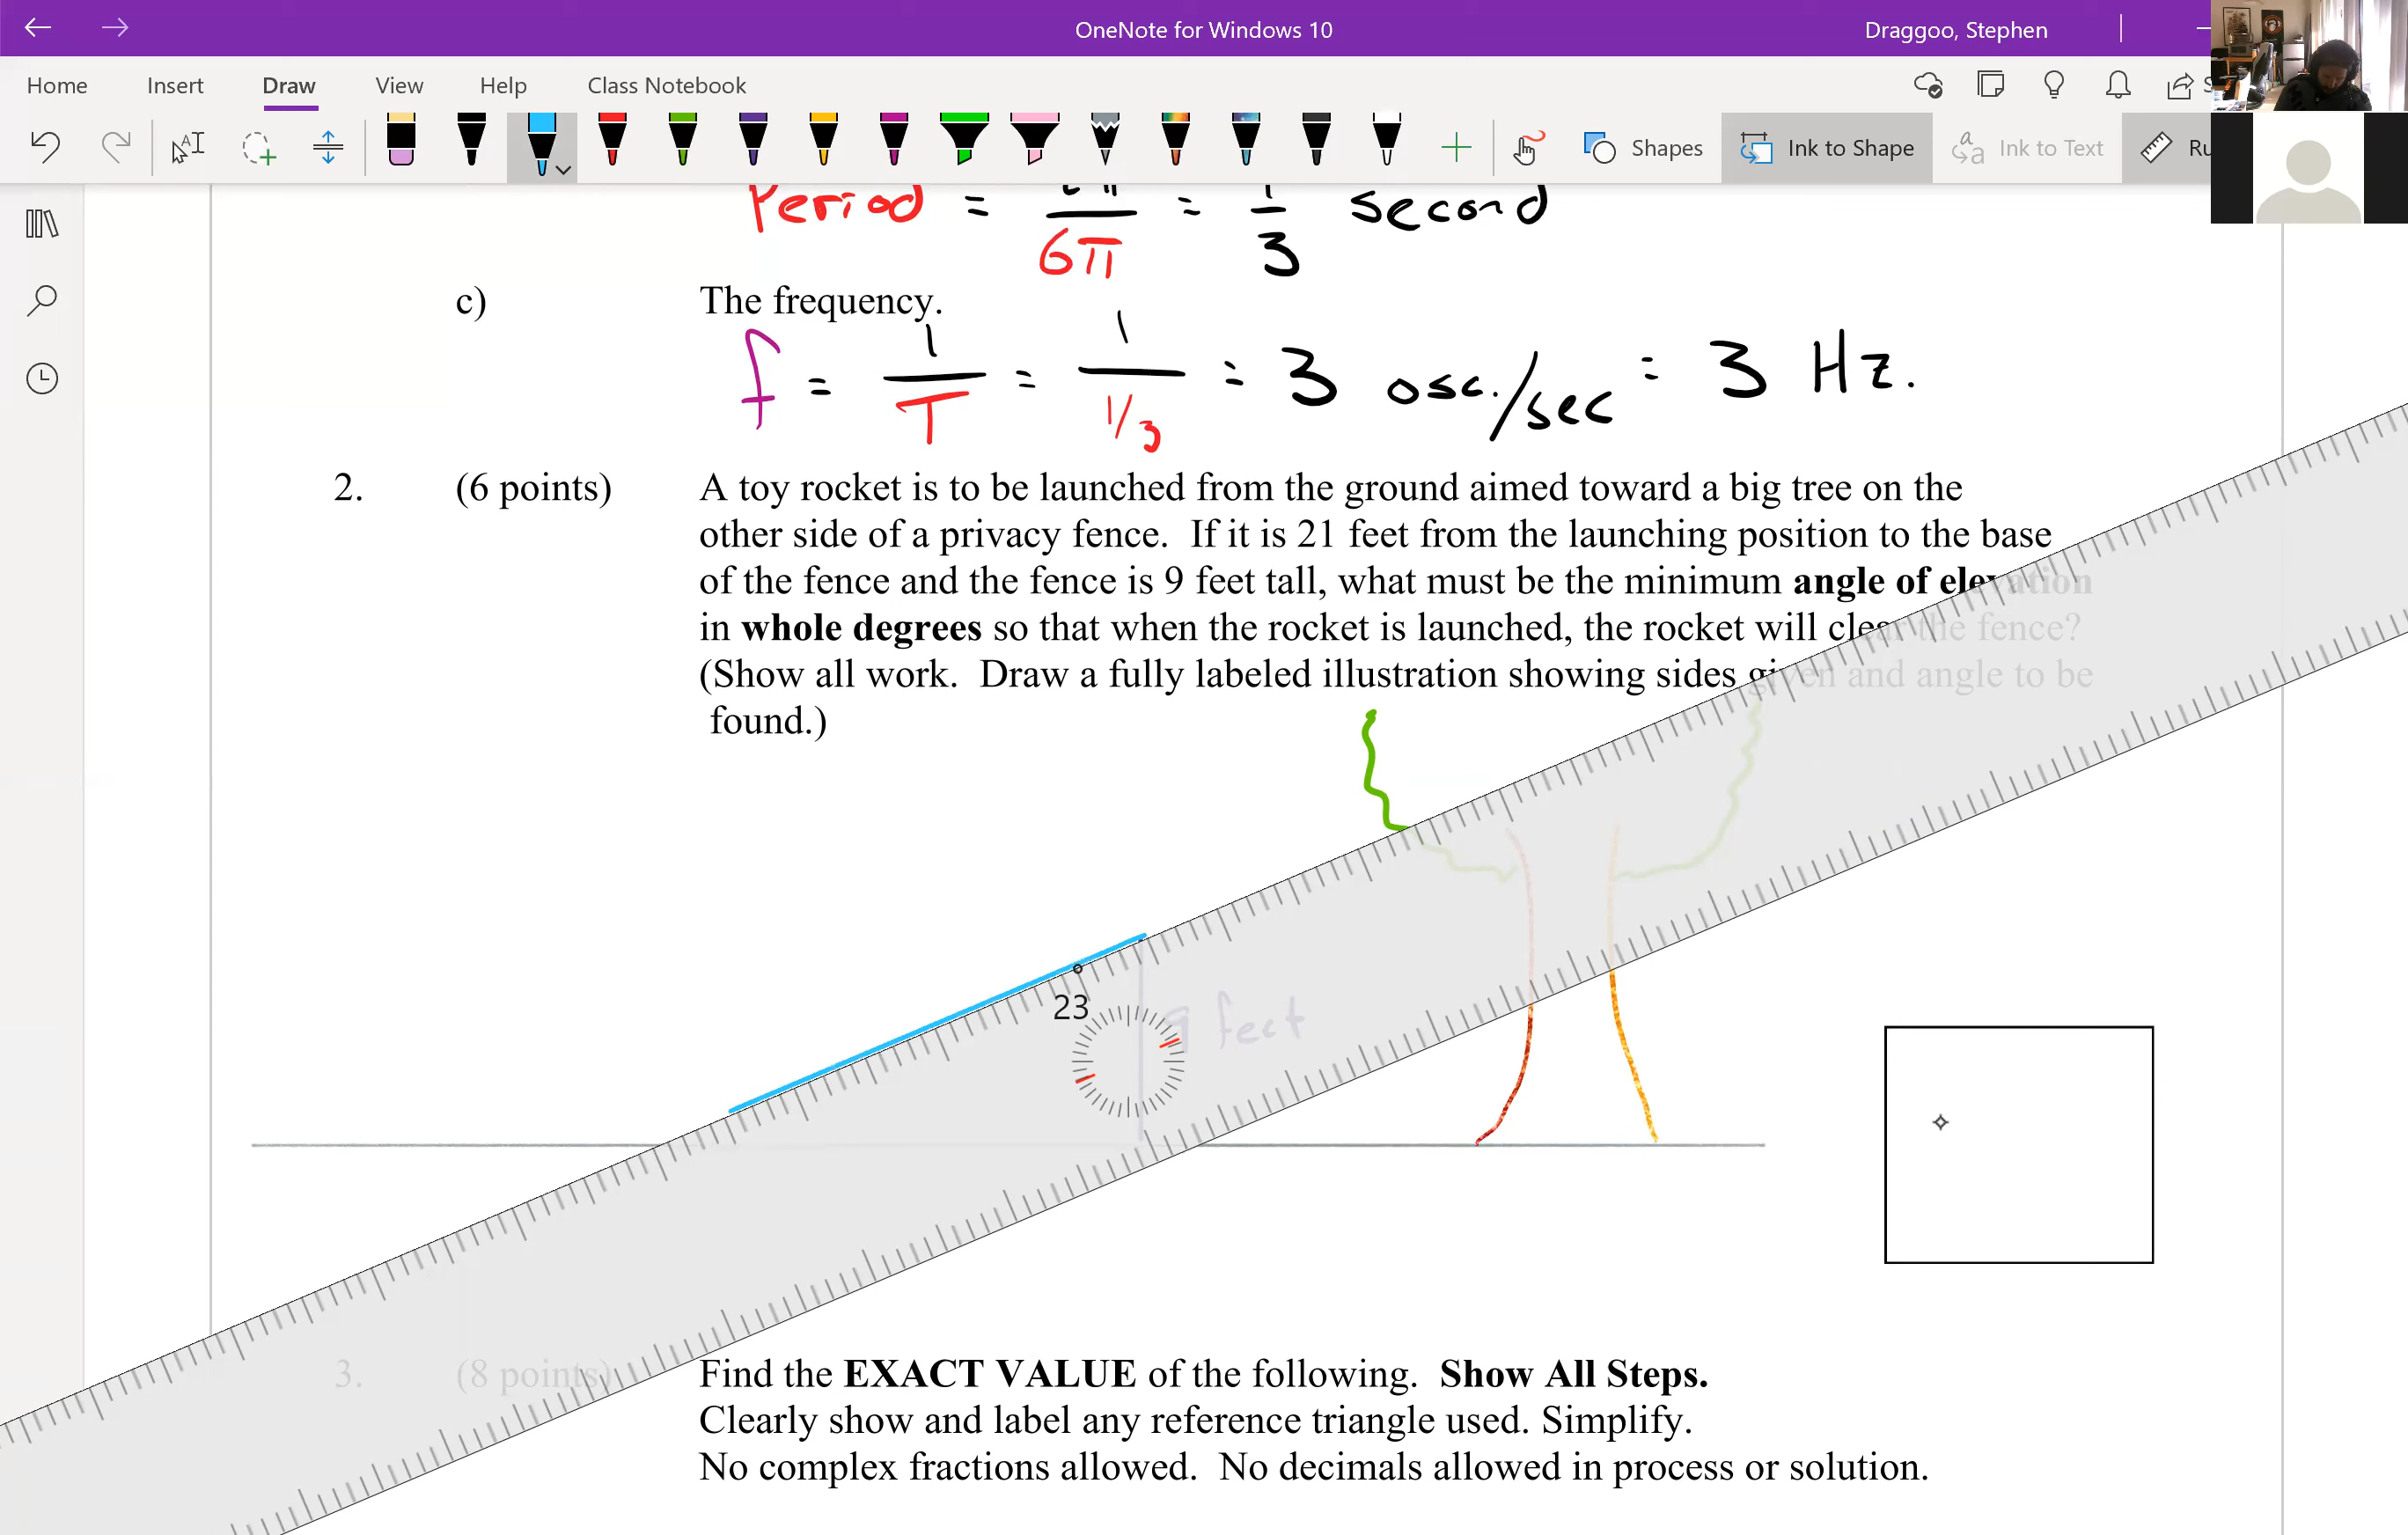 OneNote for Windows 10
Draggoo, Stephen
Home Insert Draw View Help Class Notebook
Shapes Ink to Shape Ink to Text Ru
Period = / 6π = 1/3 second
c) The frequency.
f = 1/T = 1/1/3 = 3 osc./sec = 3 Hz.
2. (6 points) A toy rocket is to be launched from the ground aimed toward a big tree on the
other side of a privacy fence. If it is 21 feet from the launching position to the base
of the fence and the fence is 9 feet tall, what must be the minimum angle of elevation
in whole degrees so that when the rocket is launched, the rocket will clear the fence?
(Show all work. Draw a fully labeled illustration showing sides given and angle to be
found.)
23
9 feet
3. (8 points) Find the EXACT VALUE of the following. Show All Steps.
Clearly show and label any reference triangle used. Simplify.
No complex fractions allowed. No decimals allowed in process or solution.